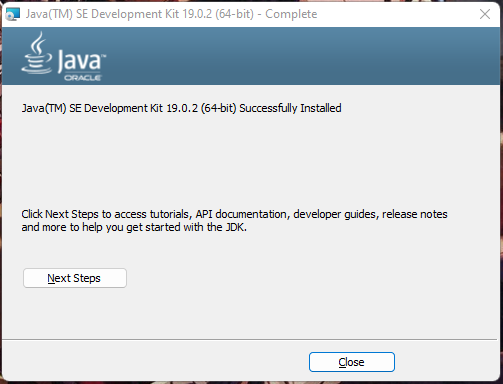 Java(TM) SE Development Kit 19.0.2 (64-bit) - Complete
Java™
ORACLE
Java(TM) SE Development Kit 19.0.2 (64-bit) Successfully Installed
Click Next Steps to access tutorials, API documentation, developer guides, release notes
and more to help you get started with the JDK.
Next Steps
Close